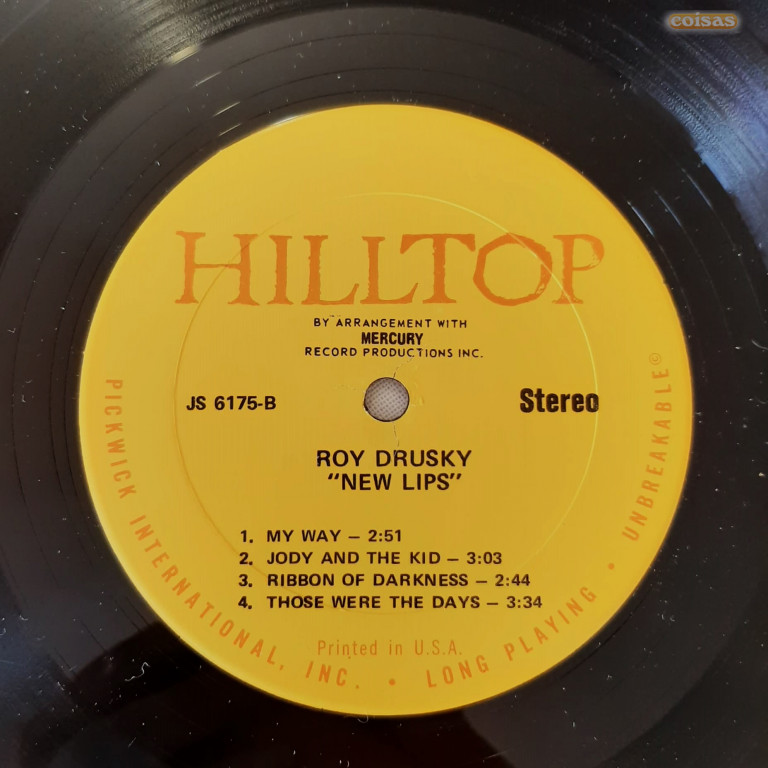 coisas
HILLTOP
BY ARRANGEMENT WITH
MERCURY
RECORD PRODUCTIONS INC.
JS 6175-B
Stereo
ROY DRUSKY
"NEW LIPS"
1. MY WAY — 2:51
2. JODY AND THE KID — 3:03
3. RIBBON OF DARKNESS — 2:44
4. THOSE WERE THE DAYS — 3:34
Printed in U.S.A.
PICKWICK INTERNATIONAL, INC. • LONG PLAYING • UNBREAKABLE ©